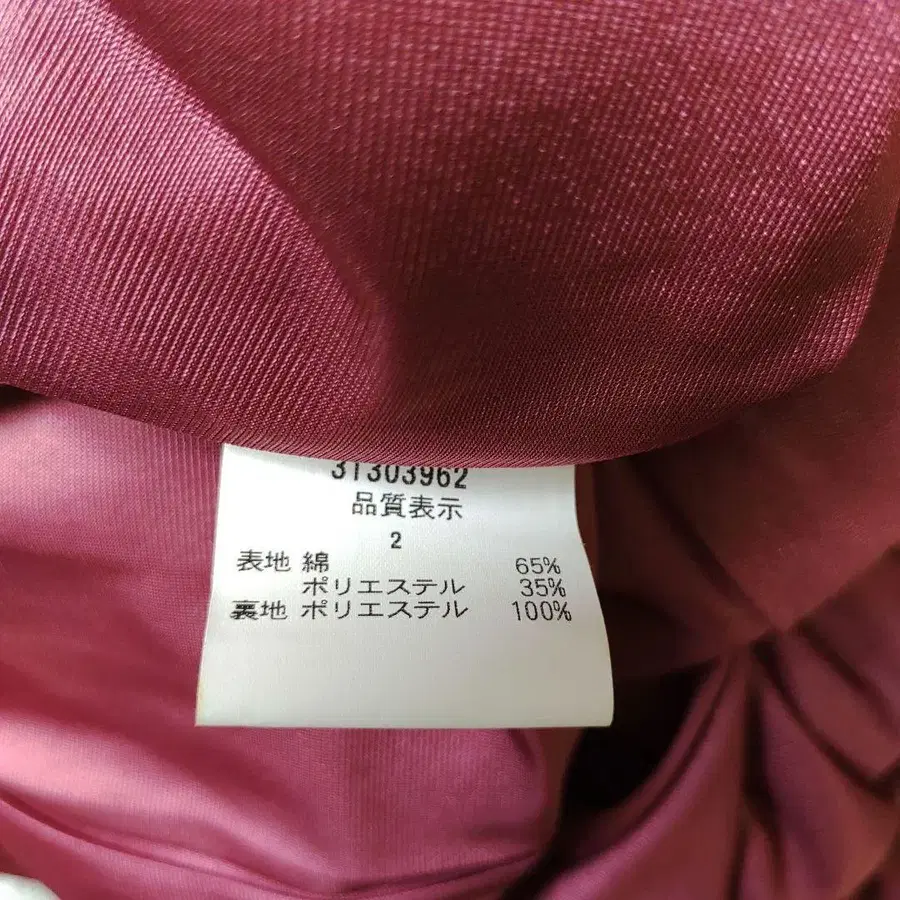 31303962
品質表示
2
表地 綿 65%
ポリエステル 35%
裏地 ポリエステル 100%